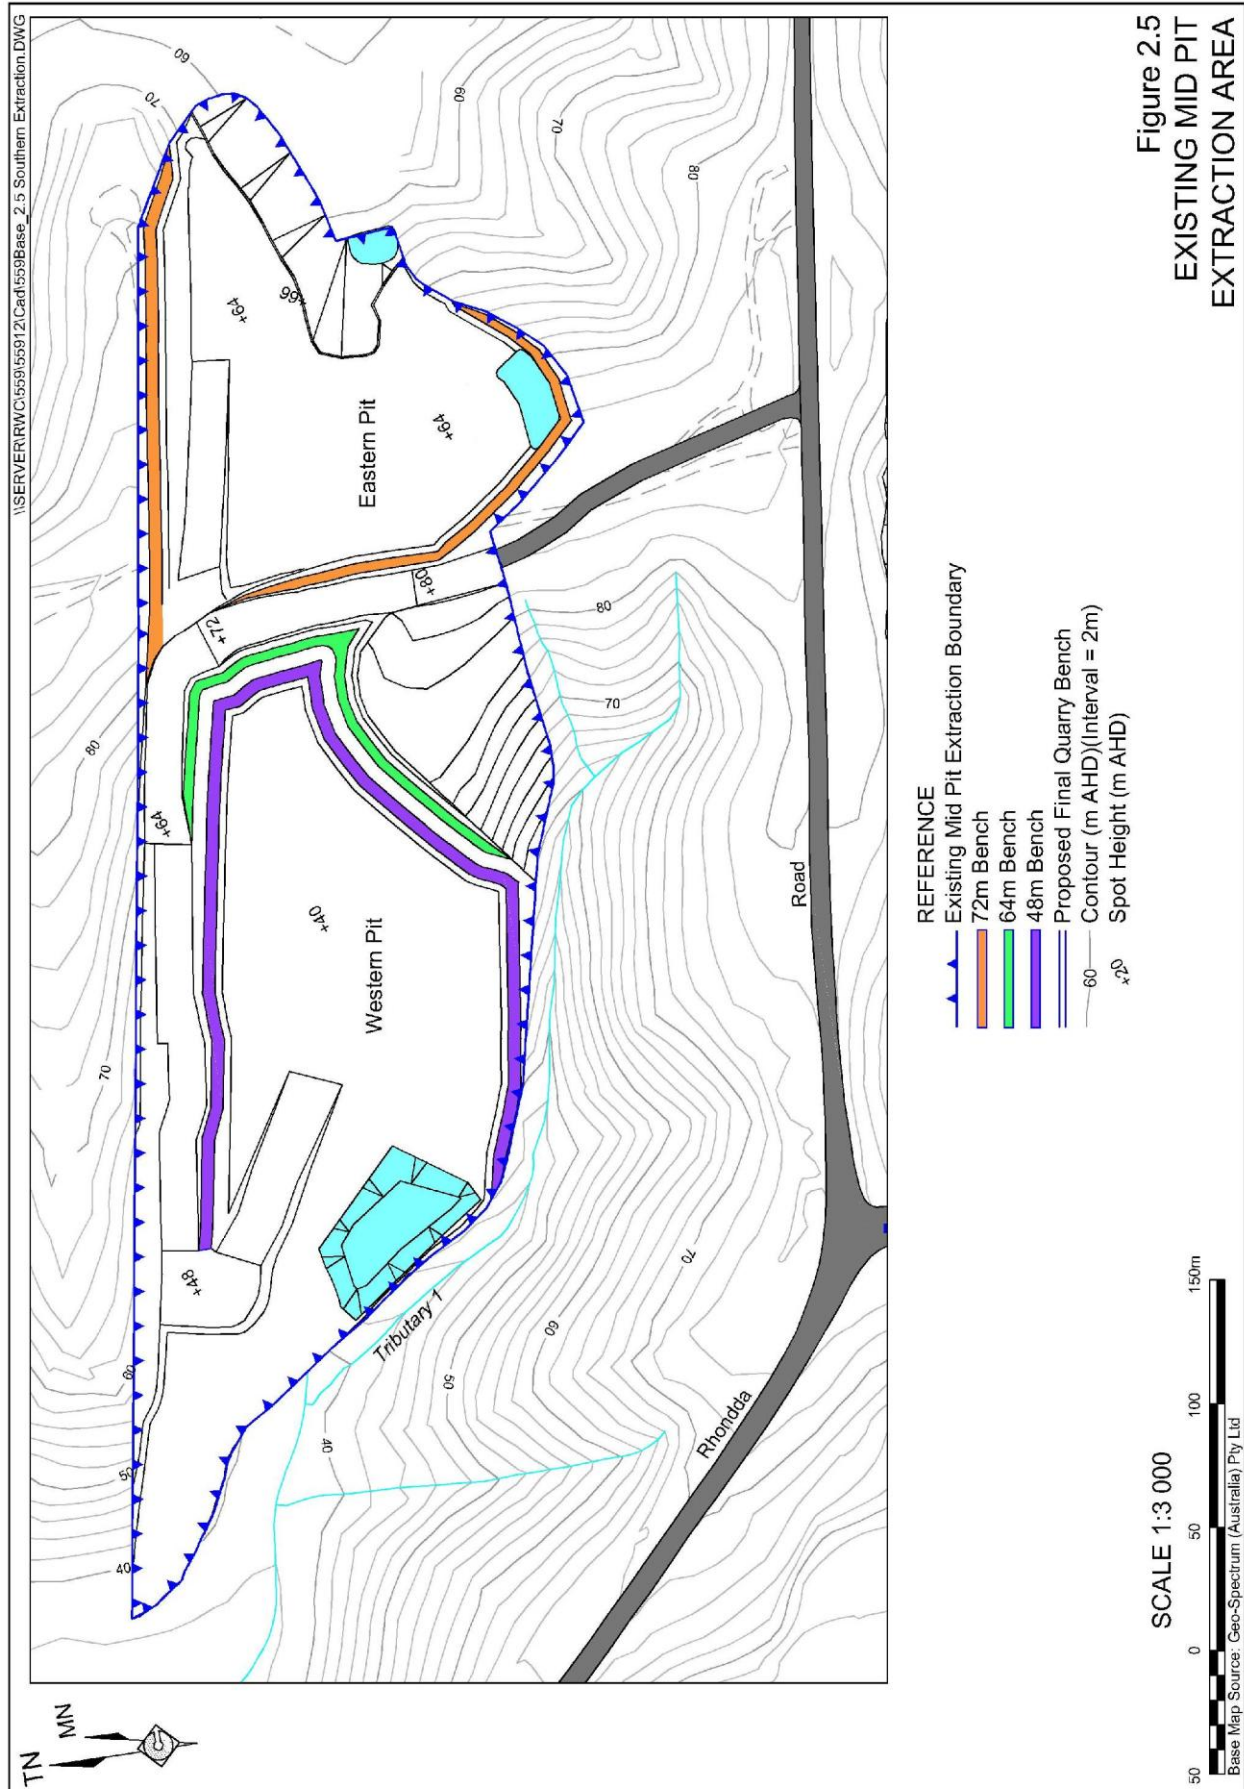 \\SERVER\RWC\559\55912\Cad\559Base_2.5 Southern Extraction.DWG
TN
MN
60
70
60
70
80
+64
+66
Eastern Pit
+64
+80
+72
80
70
80
+64
+40
Western Pit
70
+48
Tributary 1
60
50
40
40
50
60
70
Road
Rhondda
REFERENCE
Existing Mid Pit Extraction Boundary
72m Bench
64m Bench
48m Bench
Proposed Final Quarry Bench
60 Contour (m AHD)(Interval = 2m)
+20 Spot Height (m AHD)
SCALE 1:3 000
50 0 50 100 150m
Base Map Source: Geo-Spectrum (Australia) Pty Ltd
Figure 2.5
EXISTING MID PIT
EXTRACTION AREA